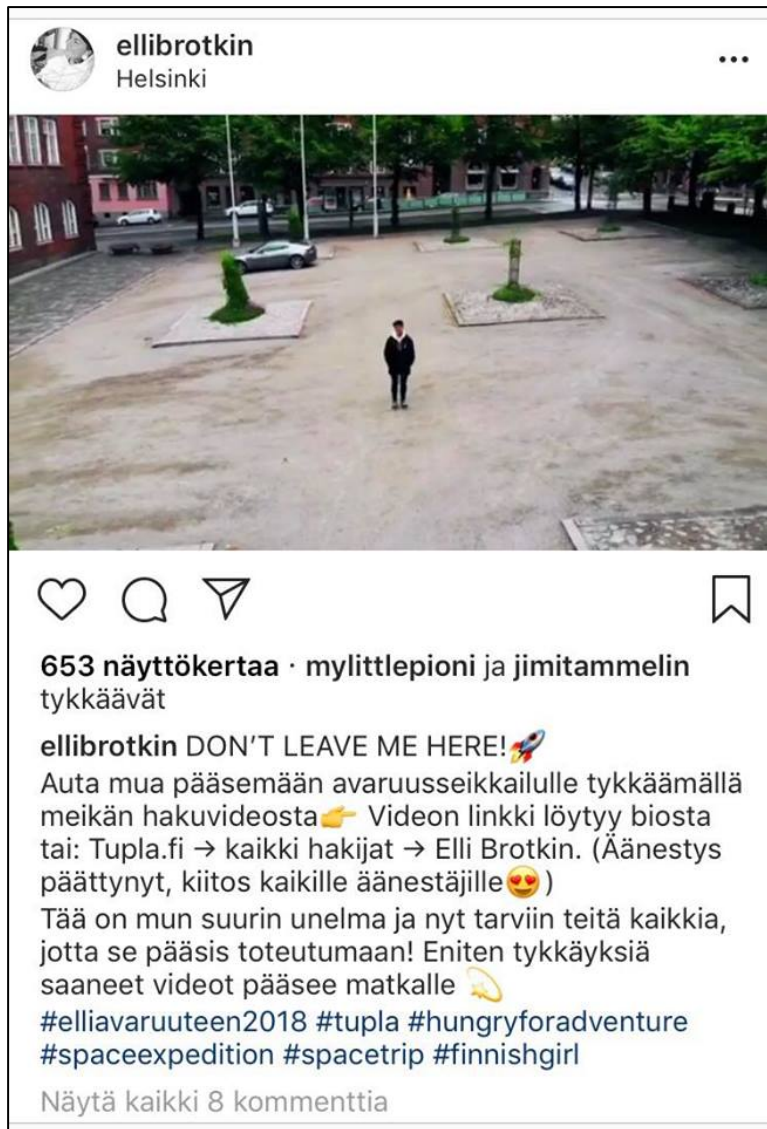 ellibrotkin
Helsinki
653 näyttökertaa · mylittlepioni ja jimitammelin
tykkäävät
ellibrotkin DON'T LEAVE ME HERE!🚀
Auta mua pääsemään avaruusseikkailulle tykkäämällä
meikän hakuvideosta👉 Videon linkki löytyy biosta
tai: Tupla.fi → kaikki hakijat → Elli Brotkin. (Äänestys
päättynyt, kiitos kaikille äänestäjille😍)
Tää on mun suurin unelma ja nyt tarviin teitä kaikkia,
jotta se pääsis toteutumaan! Eniten tykkäyksiä
saaneet videot pääsee matkalle 💫
#elliavaruuteen2018 #tupla #hungryforadventure
#spaceexpedition #spacetrip #finnishgirl
Näytä kaikki 8 kommenttia